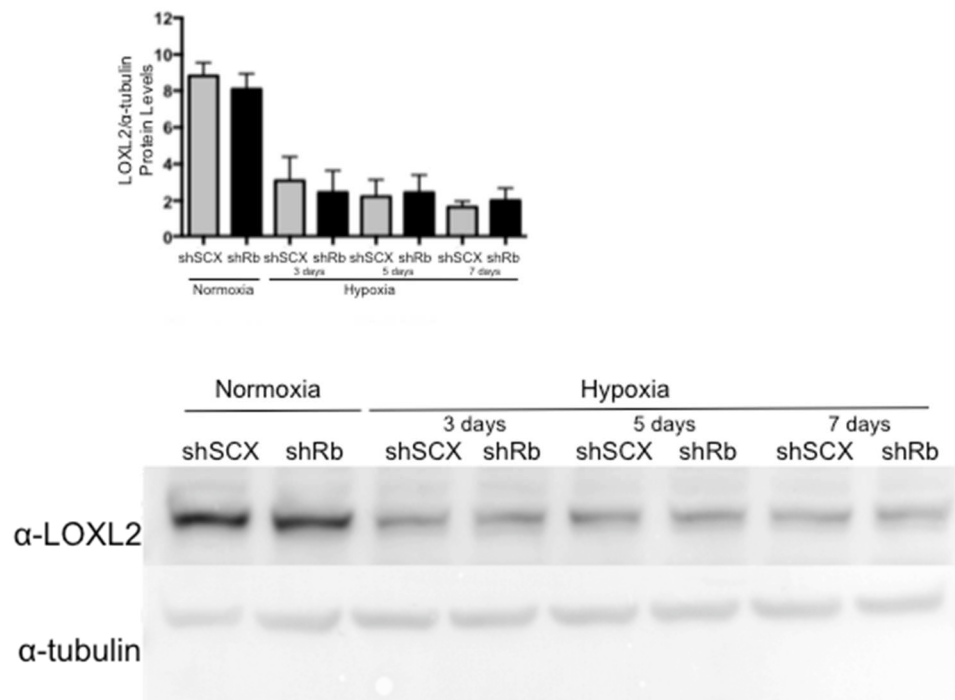 12
10
8
6
4
2
0
LOXL2/α-tubulin
Protein Levels
shSCX shRb shSCX shRb shSCX shRb shSCX shRb
3 days 5 days 7 days
Normoxia Hypoxia
Normoxia Hypoxia
3 days 5 days 7 days
shSCX shRb shSCX shRb shSCX shRb shSCX shRb
α-LOXL2
α-tubulin